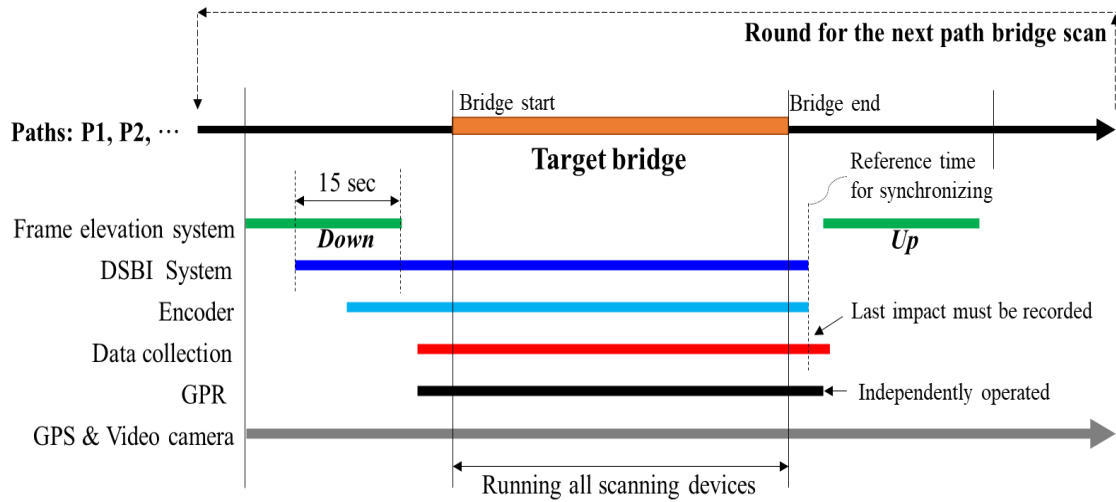 Round for the next path bridge scan
Bridge start
Bridge end
Paths: P1, P2, ⋯
Target bridge
Reference time
for synchronizing
15 sec
Frame elevation system
Down
Up
DSBI System
Encoder
Last impact must be recorded
Data collection
GPR
Independently operated
GPS & Video camera
Running all scanning devices